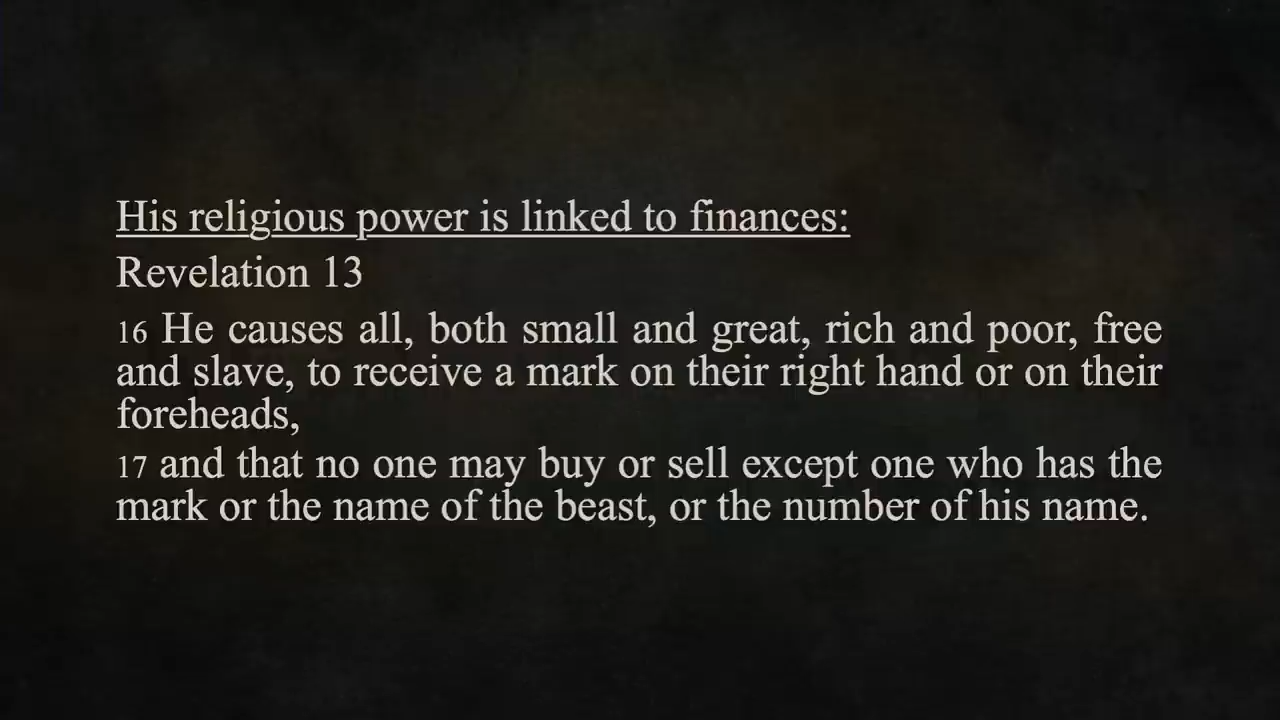 His religious power is linked to finances:
Revelation 13
16 He causes all, both small and great, rich and poor, free
and slave, to receive a mark on their right hand or on their
foreheads,
17 and that no one may buy or sell except one who has the
mark or the name of the beast, or the number of his name.